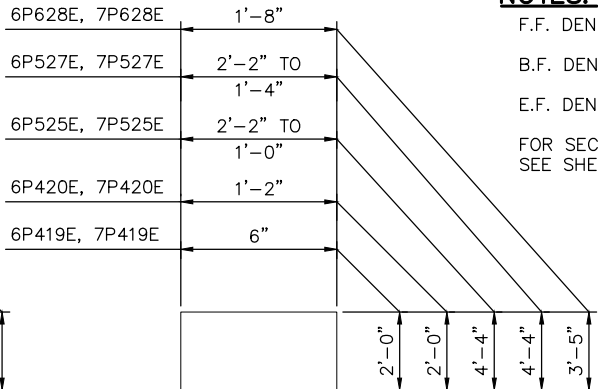 NOTES:
6P628E, 7P628E 1'-8"
F.F. DEN
6P527E, 7P527E 2'-2" TO
1'-4"
B.F. DEN
E.F. DEN
6P525E, 7P525E 2'-2" TO
1'-0"
FOR SEC
SEE SHE
6P420E, 7P420E 1'-2"
6P419E, 7P419E 6"
2'-0"
2'-0"
4'-4"
4'-4"
3'-5"